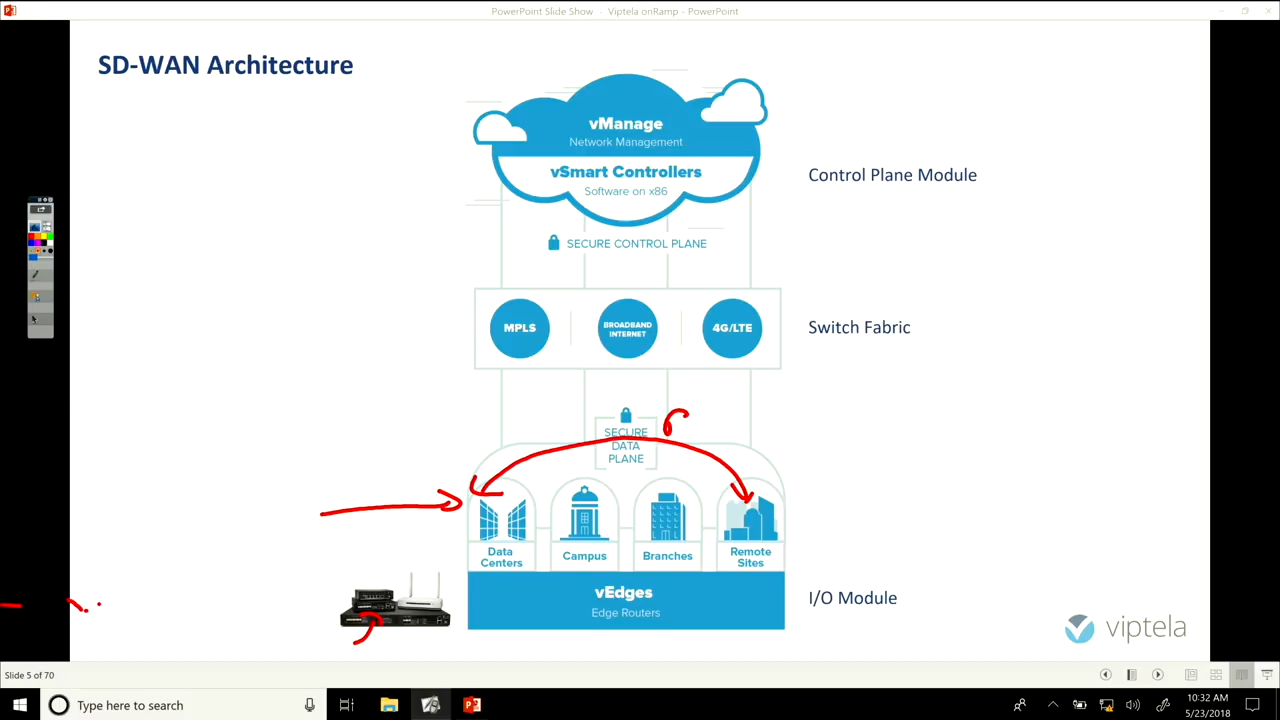 PowerPoint Slide Show - Viptela onRamp - PowerPoint
SD-WAN Architecture
vManage
Network Management
vSmart Controllers
Software on x86
Control Plane Module
SECURE CONTROL PLANE
MPLS
BROADBAND
INTERNET
4G/LTE
Switch Fabric
SECURE
DATA
PLANE
Data
Centers
Campus
Branches
Remote
Sites
vEdges
Edge Routers
I/O Module
viptela
Slide 5 of 70
Type here to search
10:32 AM
5/23/2018